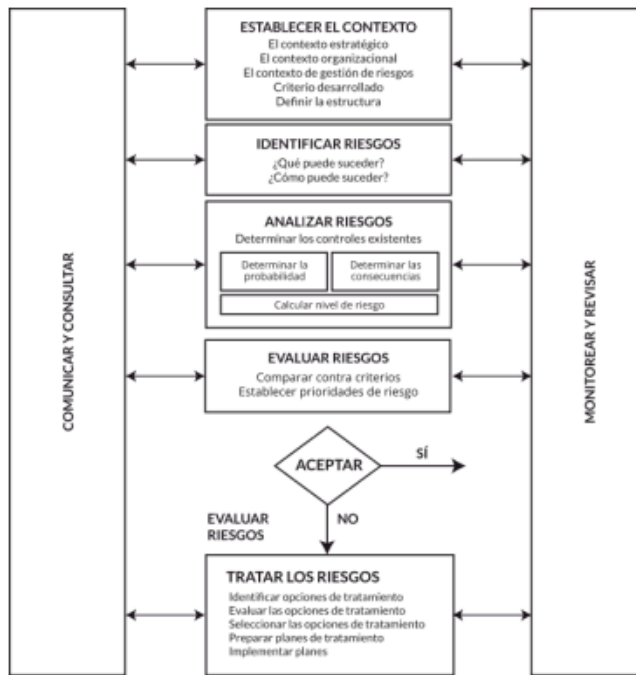 COMUNICAR Y CONSULTAR
ESTABLECER EL CONTEXTO
El contexto estratégico
El contexto organizacional
El contexto de gestión de riesgos
Criterio desarrollado
Definir la estructura
IDENTIFICAR RIESGOS
¿Qué puede suceder?
¿Cómo puede suceder?
ANALIZAR RIESGOS
Determinar los controles existentes
Determinar la
probabilidad
Determinar las
consecuencias
Calcular nivel de riesgo
EVALUAR RIESGOS
Comparar contra criterios
Establecer prioridades de riesgo
ACEPTAR
SÍ
EVALUAR
RIESGOS
NO
TRATAR LOS RIESGOS
Identificar opciones de tratamiento
Evaluar las opciones de tratamiento
Seleccionar las opciones de tratamiento
Preparar planes de tratamiento
Implementar planes
MONITOREAR Y REVISAR